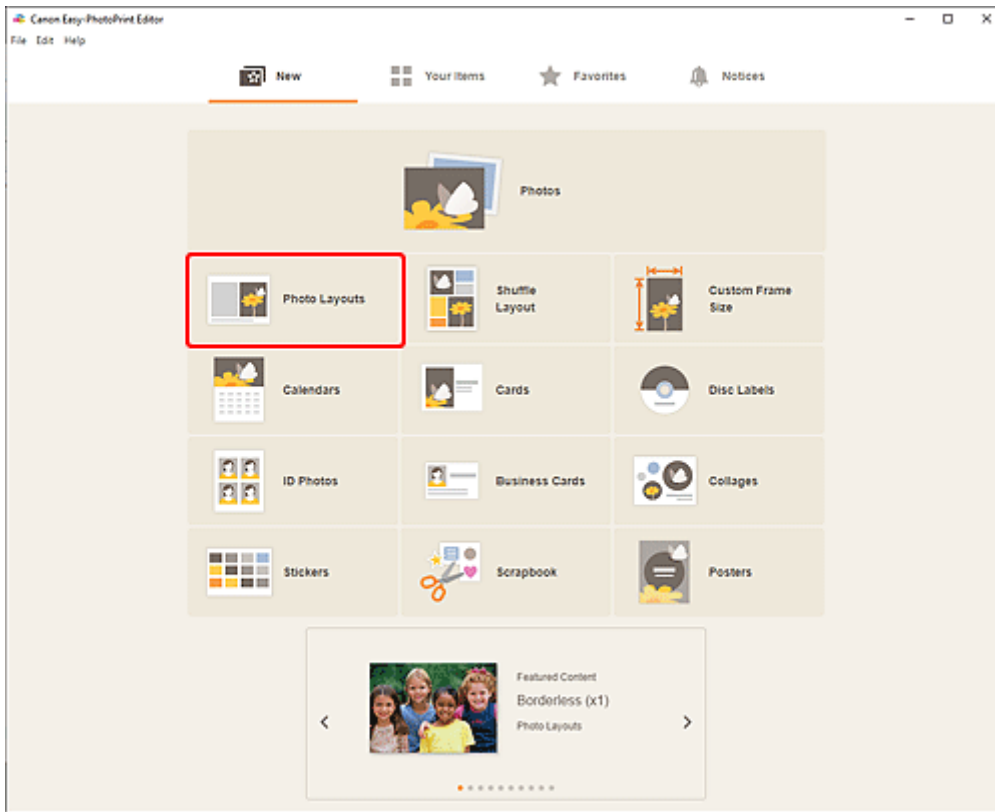 Canon Easy-PhotoPrint Editor
File Edit Help
New
Your Items
Favorites
Notices
Photos
Photo Layouts
Shuffle
Layout
Custom Frame
Size
Calendars
Cards
Disc Labels
ID Photos
Business Cards
Collages
Stickers
Scrapbook
Posters
Featured Content
Borderless (x1)
Photo Layouts